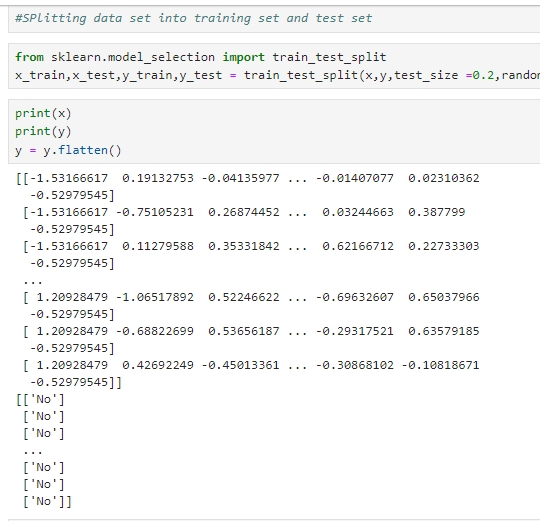 #SPlitting data set into training set and test set
from sklearn.model_selection import train_test_split
x_train,x_test,y_train,y_test = train_test_split(x,y,test_size =0.2,randon
print(x)
print(y)
y = y.flatten()
[[-1.53166617  0.19132753 -0.04135977 ... -0.01407077  0.02310362
  -0.52979545]
 [-1.53166617 -0.75105231  0.26874452 ...  0.03244663  0.387799
  -0.52979545]
 [-1.53166617  0.11279588  0.35331842 ...  0.62166712  0.22733303
  -0.52979545]
 ...
 [ 1.20928479 -1.06517892  0.52246622 ... -0.69632607  0.65037966
  -0.52979545]
 [ 1.20928479 -0.68822699  0.53656187 ... -0.29317521  0.63579185
  -0.52979545]
 [ 1.20928479  0.42692249 -0.45013361 ... -0.30868102 -0.10818671
  -0.52979545]]
[['No']
 ['No']
 ['No']
 ...
 ['No']
 ['No']
 ['No']]